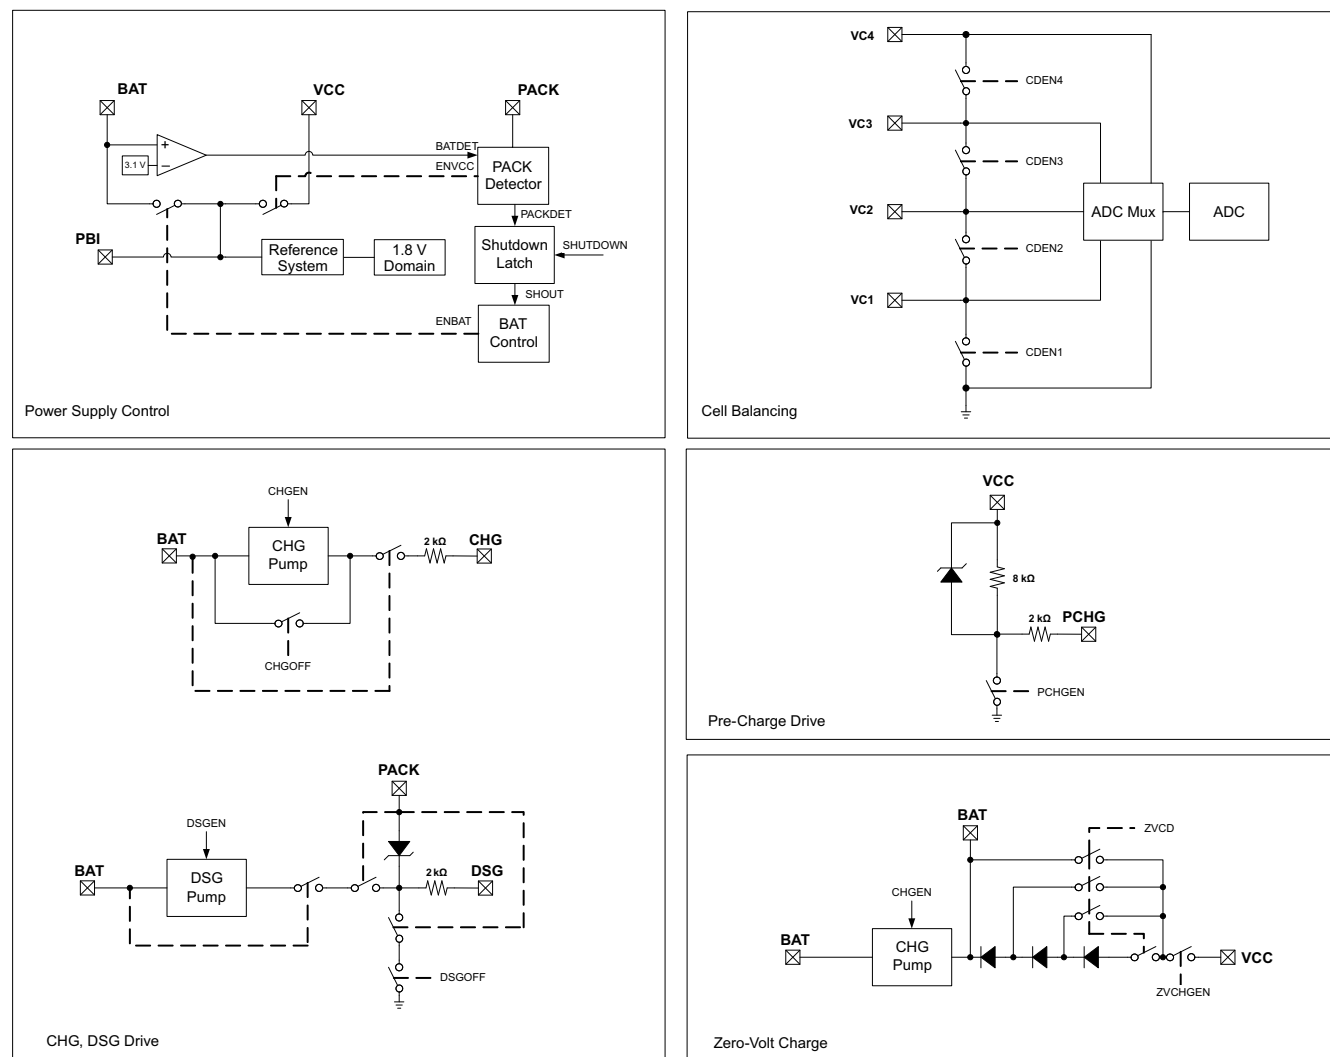 BAT
VCC
PACK
3.1 V
+
−
BATDET
ENVCC
PACK
Detector
PACKDET
PBI
Reference
System
1.8 V
Domain
Shutdown
Latch
SHUTDOWN
SHOUT
ENBAT
BAT
Control
Power Supply Control
VC4
CDEN4
VC3
CDEN3
VC2
ADC Mux
ADC
CDEN2
VC1
CDEN1
Cell Balancing
CHGEN
BAT
CHG
Pump
2 kΩ
CHG
CHGOFF
PACK
DSGEN
BAT
DSG
Pump
2 kΩ
DSG
DSGOFF
CHG, DSG Drive
VCC
8 kΩ
2 kΩ
PCHG
PCHGEN
Pre-Charge Drive
BAT
ZVCD
CHGEN
BAT
CHG
Pump
VCC
ZVCHGEN
Zero-Volt Charge